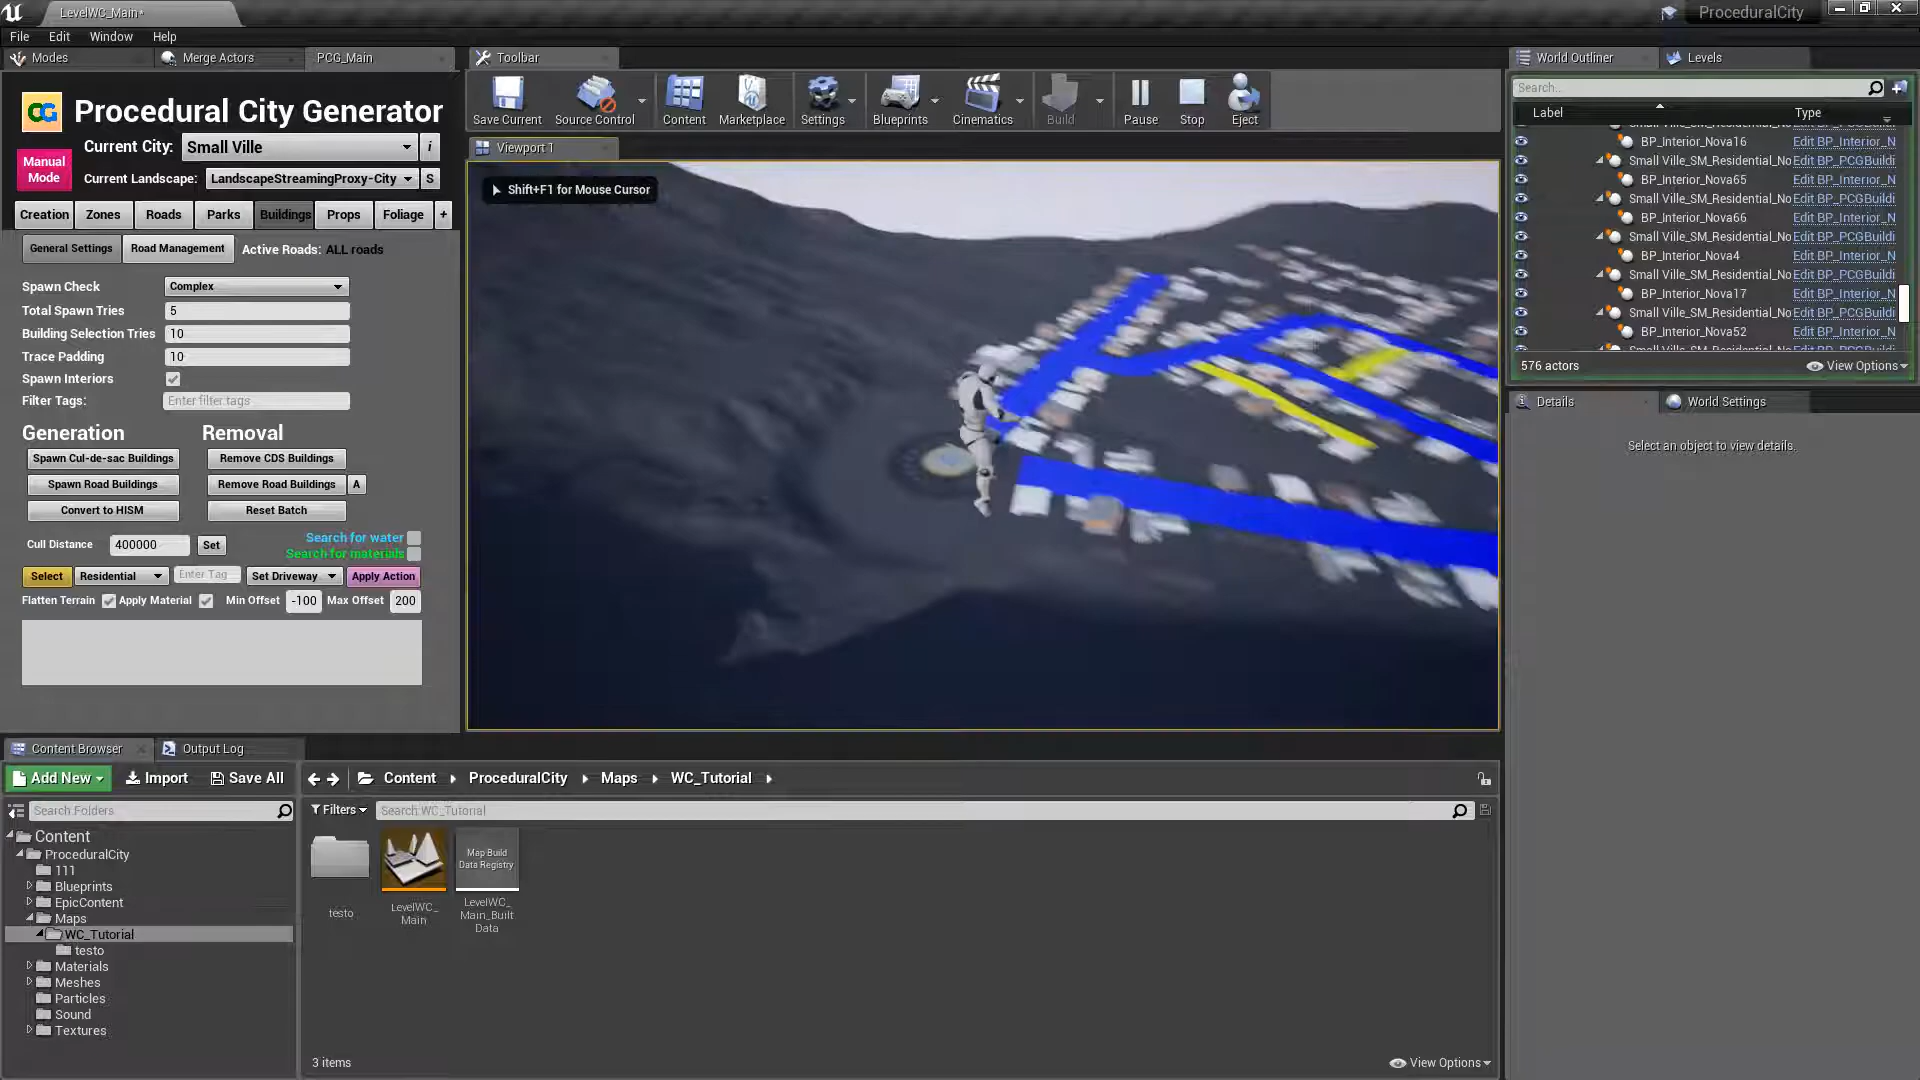 LevelWC_Main*
ProceduralCity
File Edit Window Help
Modes Merge Actors PCG_Main
Toolbar
World Outliner Levels
Procedural City Generator
CG
Save Current Source Control Content Marketplace Settings Blueprints Cinematics Build Pause Stop Eject
Search...
Label Type
Manual Mode
Current City: Small Ville i
Current Landscape: LandscapeStreamingProxy-City S
Viewport 1
Shift+F1 for Mouse Cursor
BP_Interior_Nova16 Edit BP_Interior_N
Small Ville_SM_Residential_No Edit BP_PCGBuildi
BP_Interior_Nova65 Edit BP_Interior_N
Small Ville_SM_Residential_No Edit BP_PCGBuildi
BP_Interior_Nova66 Edit BP_Interior_N
Small Ville_SM_Residential_No Edit BP_PCGBuildi
BP_Interior_Nova4 Edit BP_Interior_N
Small Ville_SM_Residential_No Edit BP_PCGBuildi
BP_Interior_Nova17 Edit BP_Interior_N
Small Ville_SM_Residential_No Edit BP_PCGBuildi
BP_Interior_Nova52 Edit BP_Interior_N
576 actors View Options
Creation Zones Roads Parks Buildings Props Foliage +
General Settings Road Management Active Roads: ALL roads
Spawn Check Complex
Total Spawn Tries 5
Building Selection Tries 10
Trace Padding 10
Spawn Interiors
Filter Tags: Enter filter tags
Generation Removal
Spawn Cul-de-sac Buildings Remove CDS Buildings
Spawn Road Buildings Remove Road Buildings A
Convert to HISM Reset Batch
Cull Distance 400000 Set
Search for water
Search for materials
Select Residential Enter Tag Set Driveway Apply Action
Flatten Terrain Apply Material Min Offset -100 Max Offset 200
Details World Settings
Select an object to view details.
Content Browser Output Log
Add New Import Save All Content ProceduralCity Maps WC_Tutorial
Search Folders
Filters Search WC_Tutorial
Content
ProceduralCity
111
Blueprints
EpicContent
Maps
WC_Tutorial
testo
Materials
Meshes
Particles
Sound
Textures
Map Build
Data Registry
testo
LevelWC_
Main
LevelWC_
Main_Built
Data
3 items View Options